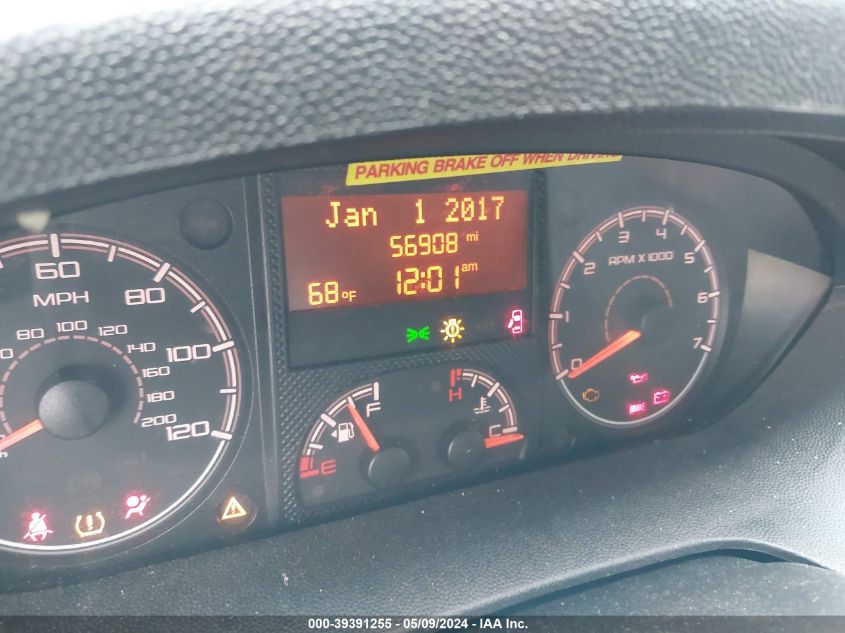 PARKING BRAKE OFF WHEN DRIVING
Jan 1 2017
56908 mi
12:01 am
68°F
60
MPH
80
100
120
80 100 120
140
160
180
200
RPM X 1000
0 1 2 3 4 5 6 7
F
E
H
C
BRAKE
000-39391255 - 05/09/2024 - IAA Inc.